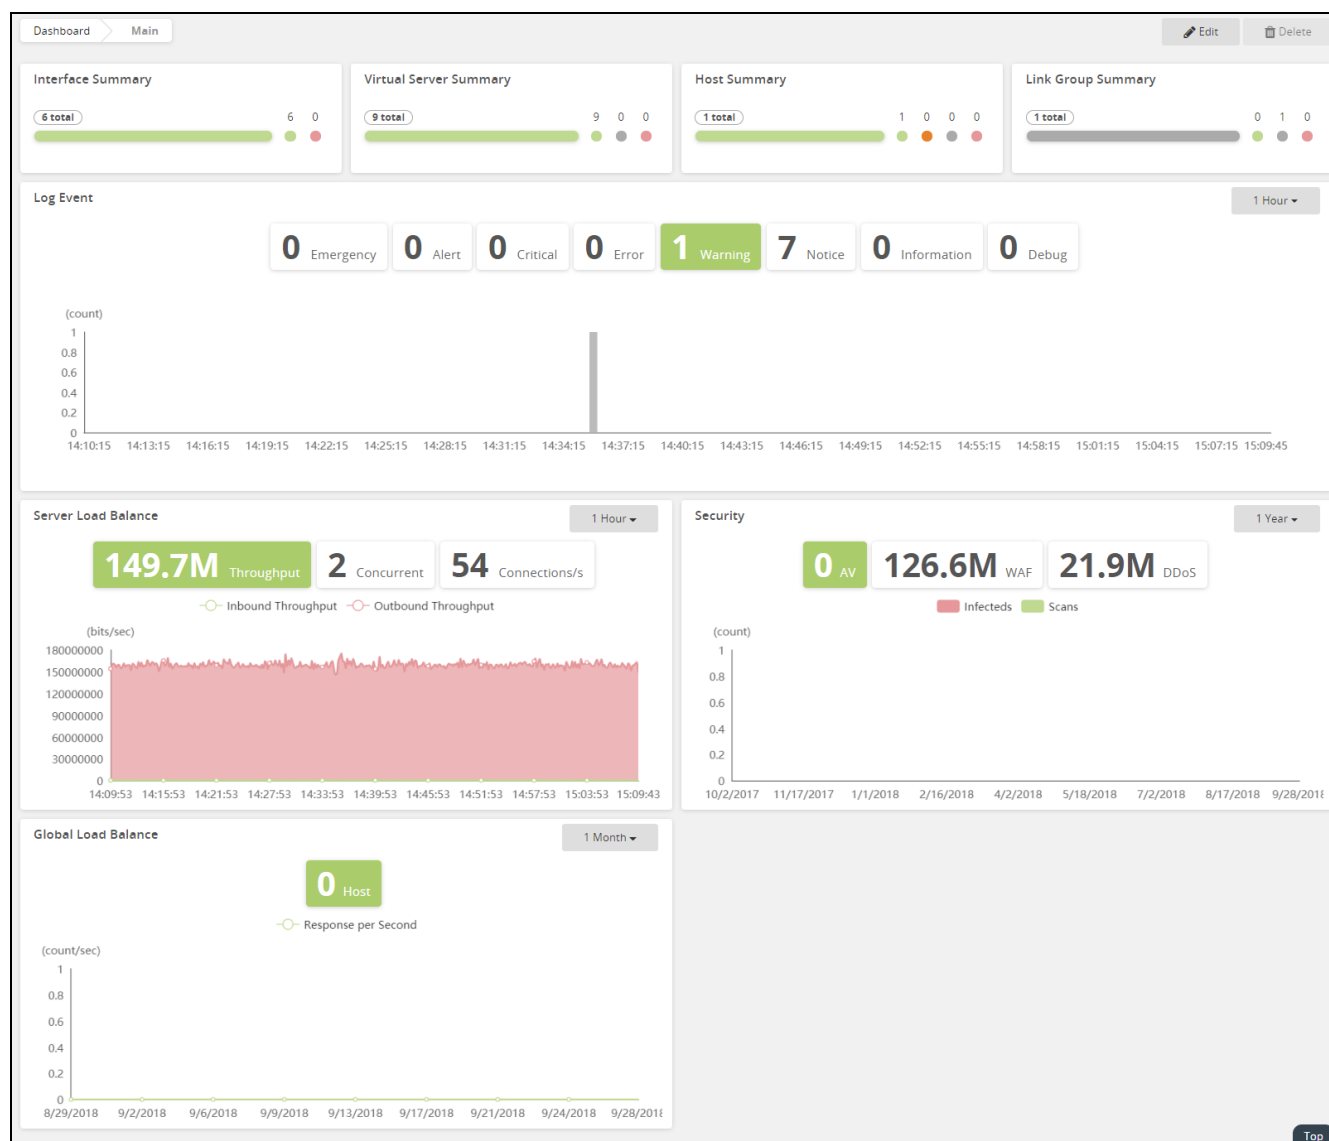 Dashboard Main Edit Delete
Interface Summary Virtual Server Summary Host Summary Link Group Summary
6 total 6 0 9 total 9 0 0 1 total 1 0 0 0 1 total 0 1 0
Log Event 1 Hour
0 Emergency 0 Alert 0 Critical 0 Error 1 Warning 7 Notice 0 Information 0 Debug
(count)
1
0.8
0.6
0.4
0.2
0
14:10:15 14:13:15 14:16:15 14:19:15 14:22:15 14:25:15 14:28:15 14:31:15 14:34:15 14:37:15 14:40:15 14:43:15 14:46:15 14:49:15 14:52:15 14:55:15 14:58:15 15:01:15 15:04:15 15:07:15 15:09:45
Server Load Balance 1 Hour
149.7M Throughput 2 Concurrent 54 Connections/s
Inbound Throughput Outbound Throughput
(bits/sec)
180000000
150000000
120000000
90000000
60000000
30000000
0
14:09:53 14:15:53 14:21:53 14:27:53 14:33:53 14:39:53 14:45:53 14:51:53 14:57:53 15:03:53 15:09:43
Security 1 Year
0 AV 126.6M WAF 21.9M DDoS
Infecteds Scans
(count)
1
0.8
0.6
0.4
0.2
0
10/2/2017 11/17/2017 1/1/2018 2/16/2018 4/2/2018 5/18/2018 7/2/2018 8/17/2018 9/28/2018
Global Load Balance 1 Month
0 Host
Response per Second
(count/sec)
1
0.8
0.6
0.4
0.2
0
8/29/2018 9/2/2018 9/6/2018 9/9/2018 9/13/2018 9/17/2018 9/21/2018 9/24/2018 9/28/2018
Top